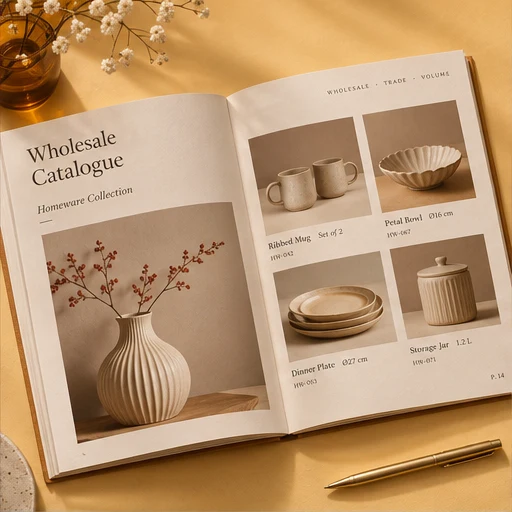 Wholesale
Catalogue
Homeware Collection
WHOLESALE · TRADE · VOLUME
Ribbed Mug Set of 2
HW-042
Petal Bowl Ø16 cm
HW-067
Dinner Plate Ø27 cm
HW-053
Storage Jar 1.2 L
HW-071
P. 14